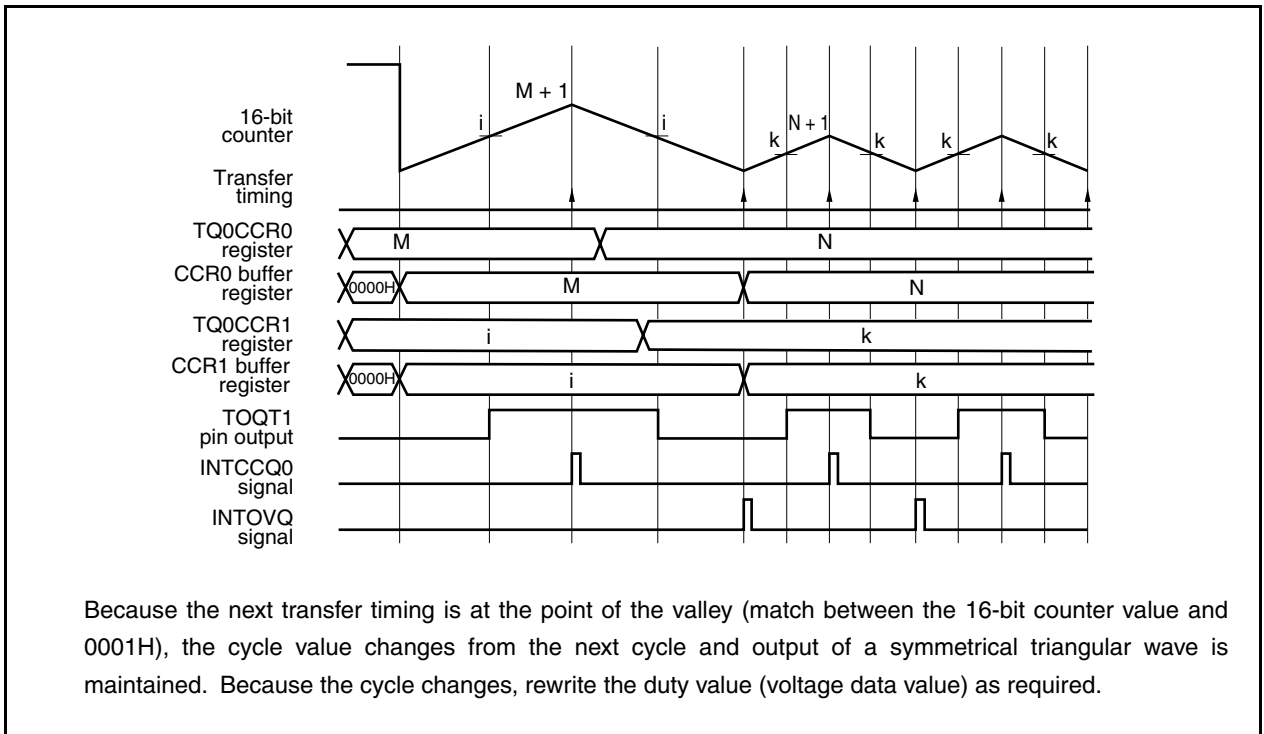 M + 1
16-bit
counter
i
i
k
N + 1
k
k
k
Transfer
timing
TQ0CCR0
register
M
N
CCR0 buffer
register
0000H
M
N
TQ0CCR1
register
i
k
CCR1 buffer
register
0000H
i
k
TOQT1
pin output
INTCCQ0
signal
INTOVQ
signal
Because the next transfer timing is at the point of the valley (match between the 16-bit counter value and
0001H), the cycle value changes from the next cycle and output of a symmetrical triangular wave is
maintained. Because the cycle changes, rewrite the duty value (voltage data value) as required.